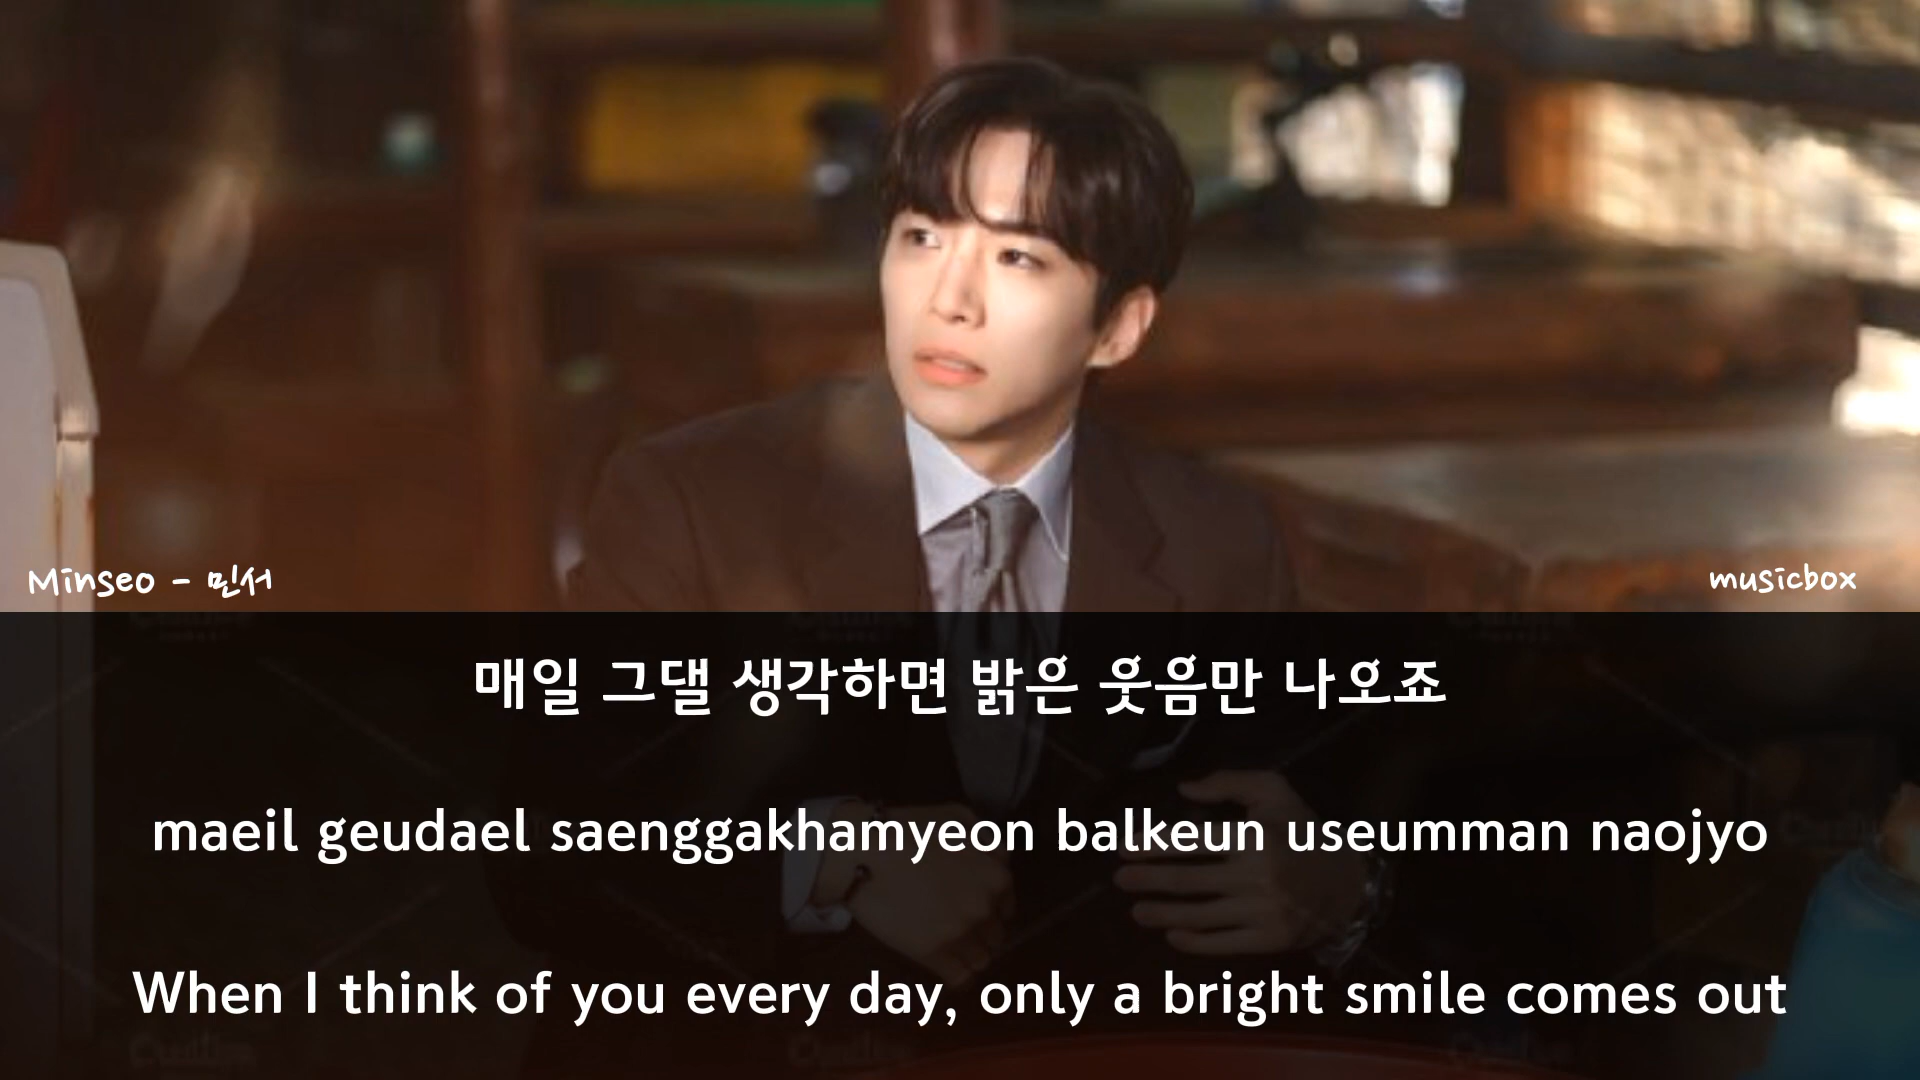 Minseo - 민서
musicbox
매일 그댈 생각하면 밝은 웃음만 나오죠
maeil geudael saenggakhamyeon balkeun useumman naojyo
When I think of you every day, only a bright smile comes out